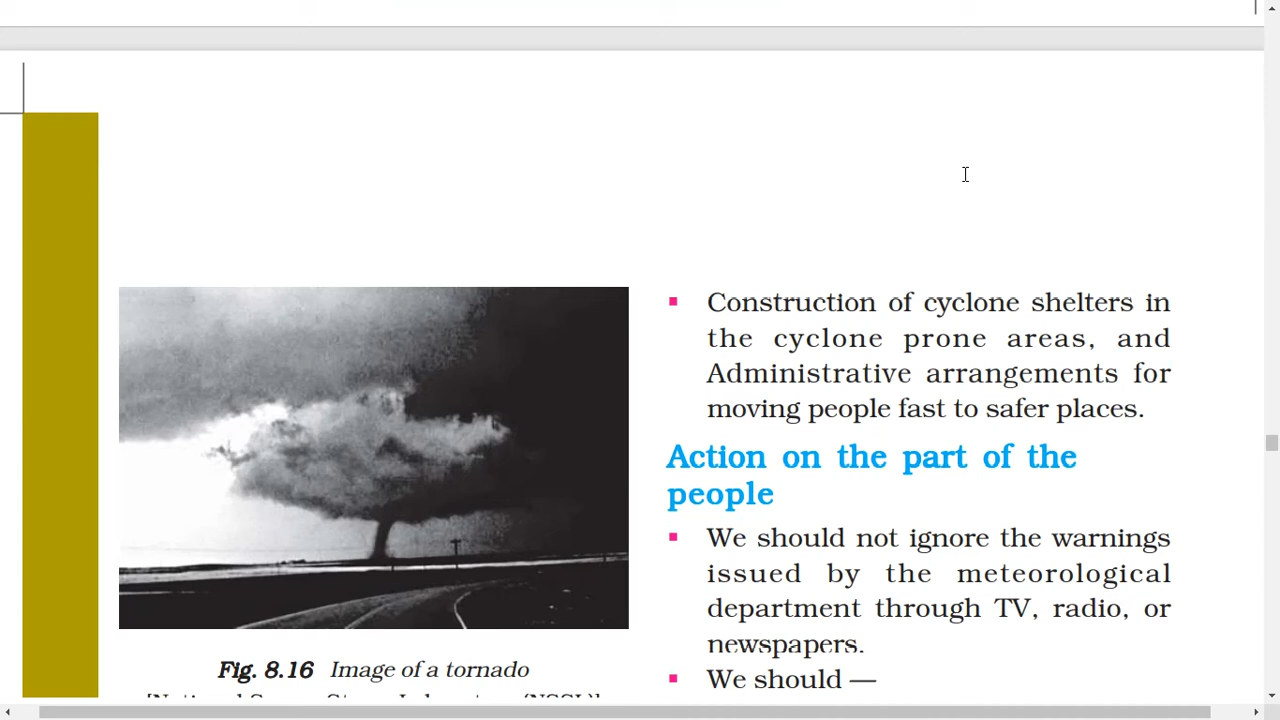 Fig. 8.16 Image of a tornado
▪ Construction of cyclone shelters in
the cyclone prone areas, and
Administrative arrangements for
moving people fast to safer places.
Action on the part of the
people
▪ We should not ignore the warnings
issued by the meteorological
department through TV, radio, or
newspapers.
▪ We should —